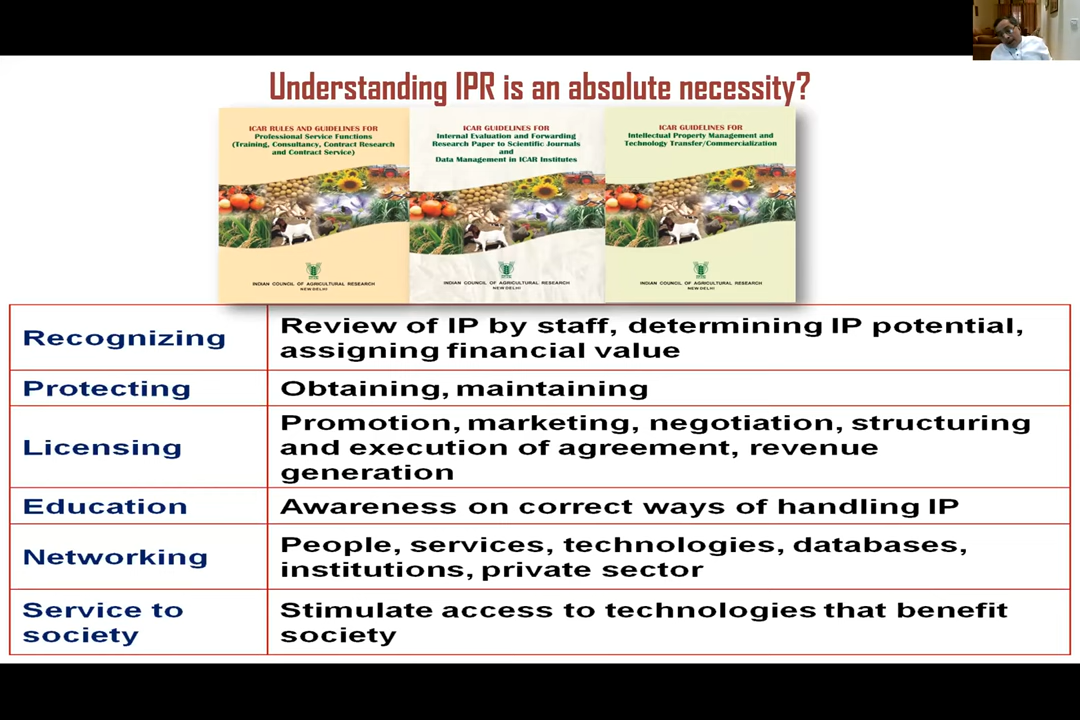 Understanding IPR is an absolute necessity?
ICAR RULES AND GUIDELINES FOR
Professional Service Functions
(Training, Consultancy, Contract Research
and Contract Service)
INDIAN COUNCIL OF AGRICULTURAL RESEARCH
NEW DELHI
ICAR GUIDELINES FOR
Internal Evaluation and Forwarding
Research Paper to Scientific Journals
and
Data Management in ICAR Institutes
INDIAN COUNCIL OF AGRICULTURAL RESEARCH
NEW DELHI
ICAR GUIDELINES FOR
Intellectual Property Management and
Technology Transfer/Commercialization
INDIAN COUNCIL OF AGRICULTURAL RESEARCH
NEW DELHI
Recognizing
Review of IP by staff, determining IP potential,
assigning financial value
Protecting
Obtaining, maintaining
Licensing
Promotion, marketing, negotiation, structuring
and execution of agreement, revenue
generation
Education
Awareness on correct ways of handling IP
Networking
People, services, technologies, databases,
institutions, private sector
Service to
society
Stimulate access to technologies that benefit
society